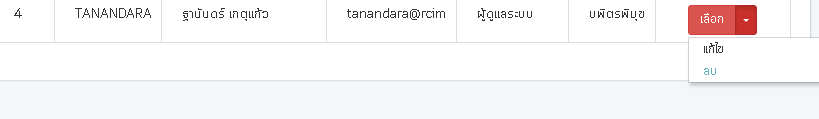 4 TANANDARA ฐานันดร์ เกตุแก้ว tanandara@rcim ผู้ดูแลระบบ บพิตรพิมุข เลือก
แก้ไข
ลบ